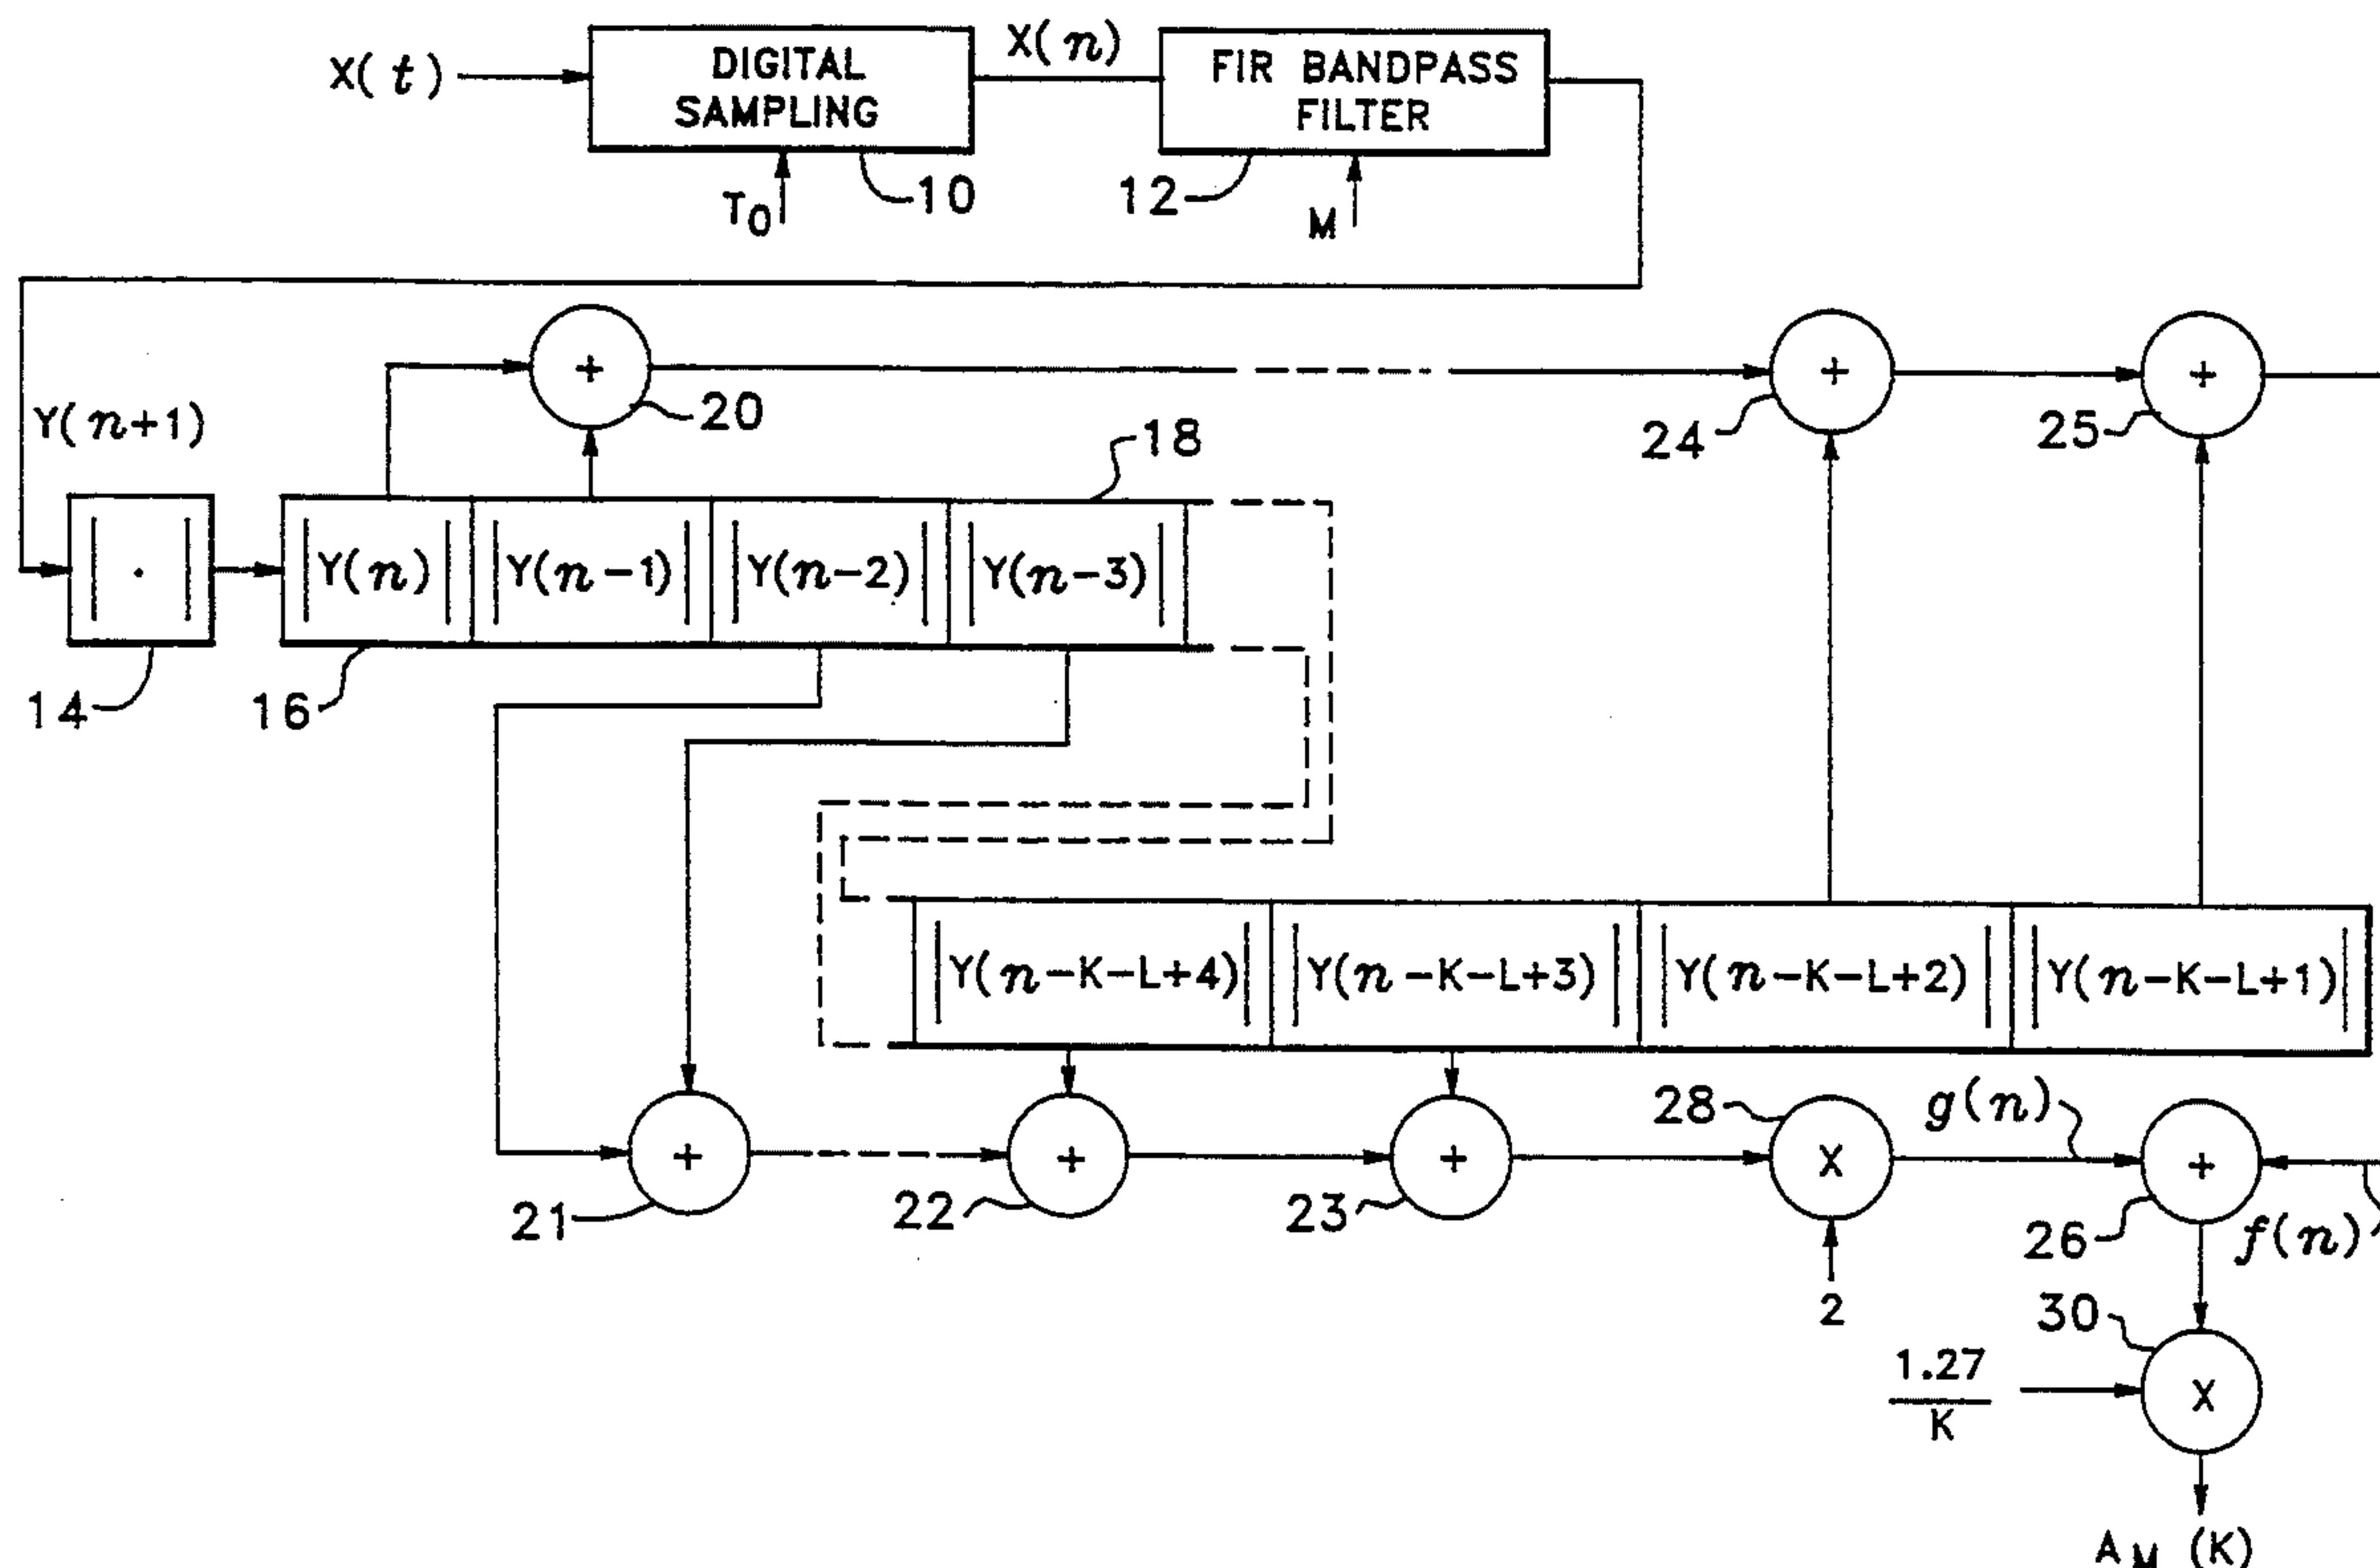 X(t)
DIGITAL
SAMPLING
X(n)
FIR BANDPASS
FILTER
T0
10
12
M
+
20
+
24
+
25
Y(n+1)
18
| · |
|Y(n)|
|Y(n-1)|
|Y(n-2)|
|Y(n-3)|
14
16
|Y(n-K-L+4)|
|Y(n-K-L+3)|
|Y(n-K-L+2)|
|Y(n-K-L+1)|
+
21
+
22
+
23
28
X
2
g(n)
+
26
f(n)
30
1.27
K
X
AM (K)